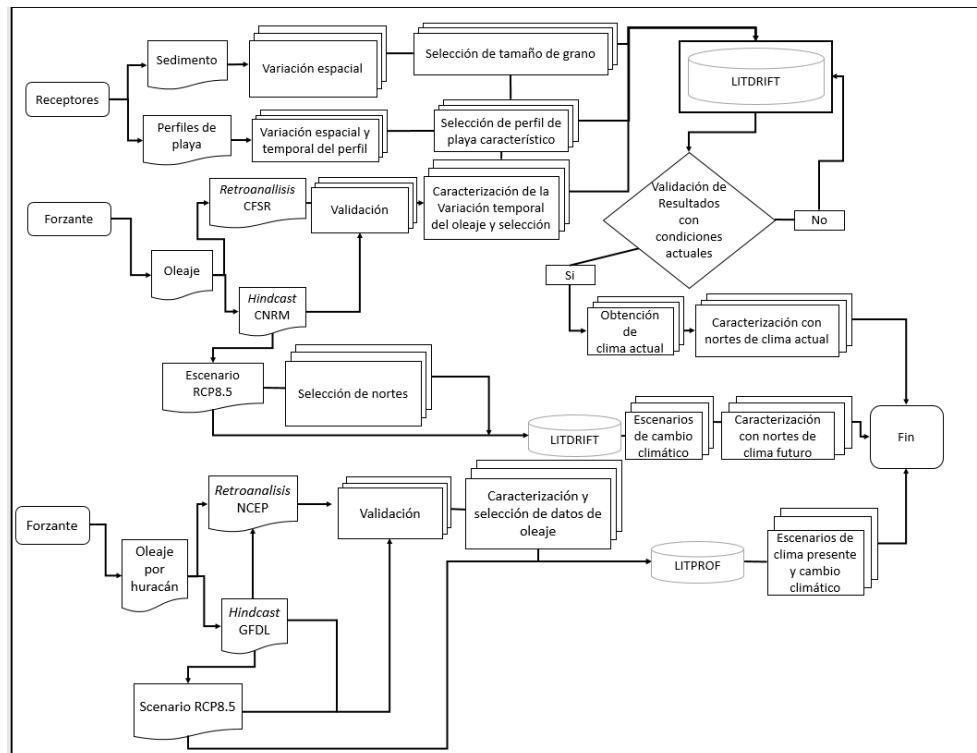 Sedimento
Variación espacial
Selección de tamaño de grano
LITDRIFT
Receptores
Perfiles de
playa
Variación espacial y
temporal del perfil
Selección de perfil de
playa característico
Retroanallisis
CFSR
Validación
Caracterización de la
Variación temporal
del oleaje y selección
Validación de
Resultados
con
condiciones
actuales
No
Forzante
Oleaje
Si
Hindcast
CNRM
Obtención
de
clima actual
Caracterización con
nortes de clima actual
Escenario
RCP8.5
Selección de nortes
LITDRIFT
Escenarios
de cambio
climático
Caracterización
con nortes de
clima futuro
Fin
Forzante
Retroanalisis
NCEP
Validación
Caracterización y
selección de datos de
oleaje
Oleaje
por
huracán
LITPROF
Escenarios de
clima presente
y cambio
climático
Hindcast
GFDL
Scenario RCP8.5